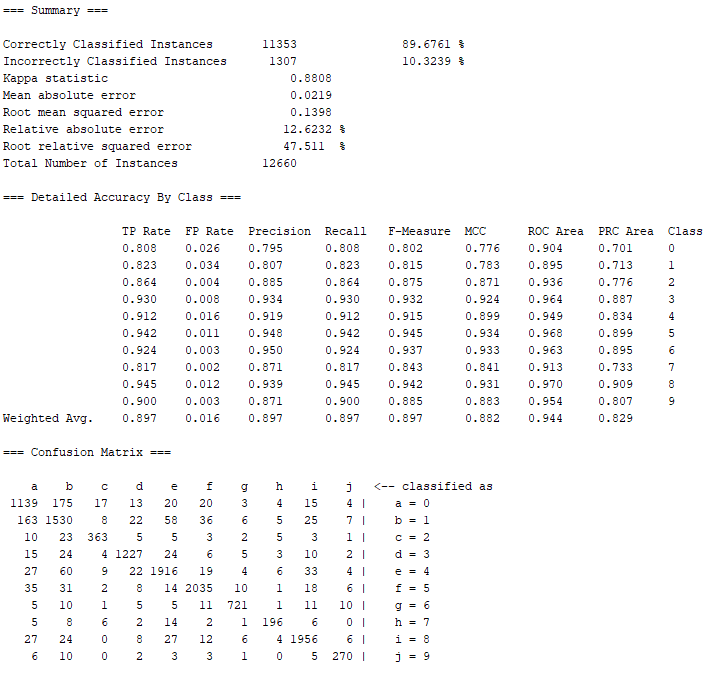 === Summary ===
Correctly Classified Instances 11353 89.6761 %
Incorrectly Classified Instances 1307 10.3239 %
Kappa statistic 0.8808
Mean absolute error 0.0219
Root mean squared error 0.1398
Relative absolute error 12.6232 %
Root relative squared error 47.511 %
Total Number of Instances 12660
=== Detailed Accuracy By Class ===
TP Rate FP Rate Precision Recall F-Measure MCC ROC Area PRC Area Class
0.808 0.026 0.795 0.808 0.802 0.776 0.904 0.701 0
0.823 0.034 0.807 0.823 0.815 0.783 0.895 0.713 1
0.864 0.004 0.885 0.864 0.875 0.871 0.936 0.776 2
0.930 0.008 0.934 0.930 0.932 0.924 0.964 0.887 3
0.912 0.016 0.919 0.912 0.915 0.899 0.949 0.834 4
0.942 0.011 0.948 0.942 0.945 0.934 0.968 0.899 5
0.924 0.003 0.950 0.924 0.937 0.933 0.963 0.895 6
0.817 0.002 0.871 0.817 0.843 0.841 0.913 0.733 7
0.945 0.012 0.939 0.945 0.942 0.931 0.970 0.909 8
0.900 0.003 0.871 0.900 0.885 0.883 0.954 0.807 9
Weighted Avg. 0.897 0.016 0.897 0.897 0.897 0.882 0.944 0.829
=== Confusion Matrix ===
a b c d e f g h i j <-- classified as
1139 175 17 13 20 20 3 4 15 4 | a = 0
163 1530 8 22 58 36 6 5 25 7 | b = 1
10 23 363 5 5 3 2 5 3 1 | c = 2
15 24 4 1227 24 6 5 3 10 2 | d = 3
27 60 9 22 1916 19 4 6 33 4 | e = 4
35 31 2 8 14 2035 10 1 18 6 | f = 5
5 10 1 5 5 11 721 1 11 10 | g = 6
5 8 6 2 14 2 1 196 6 0 | h = 7
27 24 0 8 27 12 6 4 1956 6 | i = 8
6 10 0 2 3 3 1 0 5 270 | j = 9